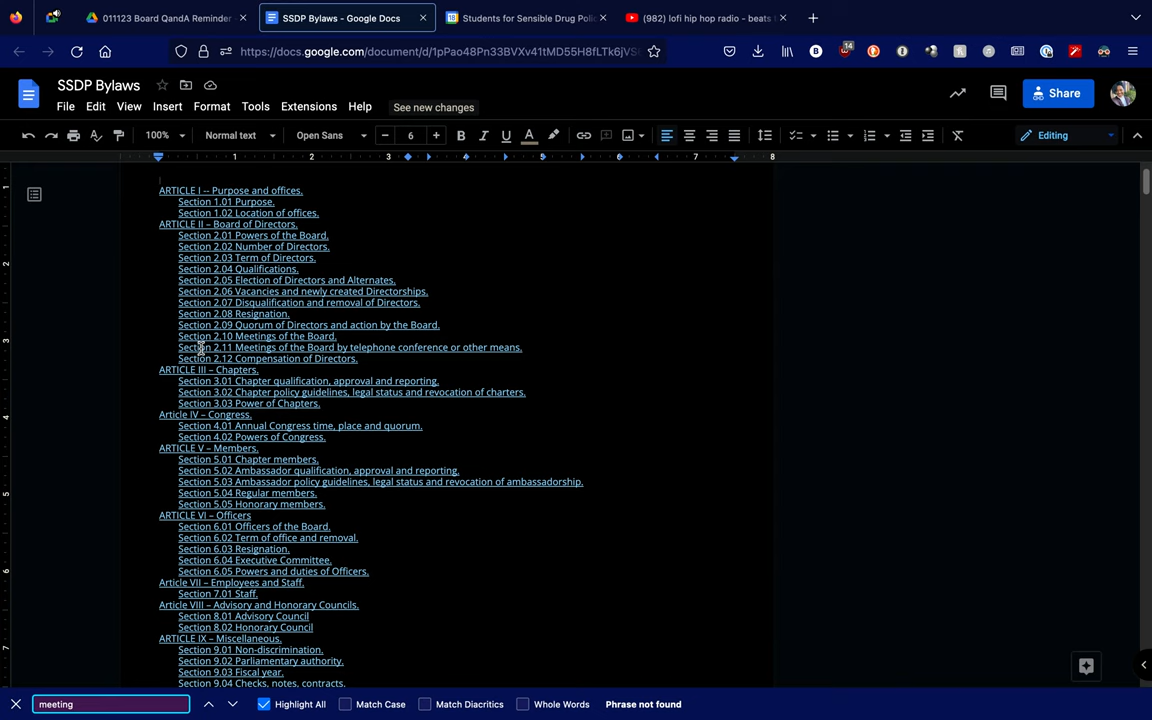 011123 Board QandA Reminder -
SSDP Bylaws - Google Docs
Students for Sensible Drug Polic
(982) lofi hip hop radio - beats t
https://docs.google.com/document/d/1pPao48Pn33BVXv41tMD55H8fLTk6jVS
14
SSDP Bylaws
File Edit View Insert Format Tools Extensions Help See new changes
Share
100% Normal text Open Sans 6 Editing
1 2 3 4 5 6 7 8
ARTICLE I -- Purpose and offices.
Section 1.01 Purpose.
Section 1.02 Location of offices.
ARTICLE II – Board of Directors.
Section 2.01 Powers of the Board.
Section 2.02 Number of Directors.
Section 2.03 Term of Directors.
Section 2.04 Qualifications.
Section 2.05 Election of Directors and Alternates.
Section 2.06 Vacancies and newly created Directorships.
Section 2.07 Disqualification and removal of Directors.
Section 2.08 Resignation.
Section 2.09 Quorum of Directors and action by the Board.
Section 2.10 Meetings of the Board.
Section 2.11 Meetings of the Board by telephone conference or other means.
Section 2.12 Compensation of Directors.
ARTICLE III – Chapters.
Section 3.01 Chapter qualification, approval and reporting.
Section 3.02 Chapter policy guidelines, legal status and revocation of charters.
Section 3.03 Power of Chapters.
Article IV – Congress.
Section 4.01 Annual Congress time, place and quorum.
Section 4.02 Powers of Congress.
ARTICLE V – Members.
Section 5.01 Chapter members.
Section 5.02 Ambassador qualification, approval and reporting.
Section 5.03 Ambassador policy guidelines, legal status and revocation of ambassadorship.
Section 5.04 Regular members.
Section 5.05 Honorary members.
ARTICLE VI – Officers
Section 6.01 Officers of the Board.
Section 6.02 Term of office and removal.
Section 6.03 Resignation.
Section 6.04 Executive Committee.
Section 6.05 Powers and duties of Officers.
Article VII – Employees and Staff.
Section 7.01 Staff.
Article VIII – Advisory and Honorary Councils.
Section 8.01 Advisory Council
Section 8.02 Honorary Council
ARTICLE IX – Miscellaneous.
Section 9.01 Non-discrimination.
Section 9.02 Parliamentary authority.
Section 9.03 Fiscal year.
Section 9.04 Checks, notes, contracts.
meeting Highlight All Match Case Match Diacritics Whole Words Phrase not found